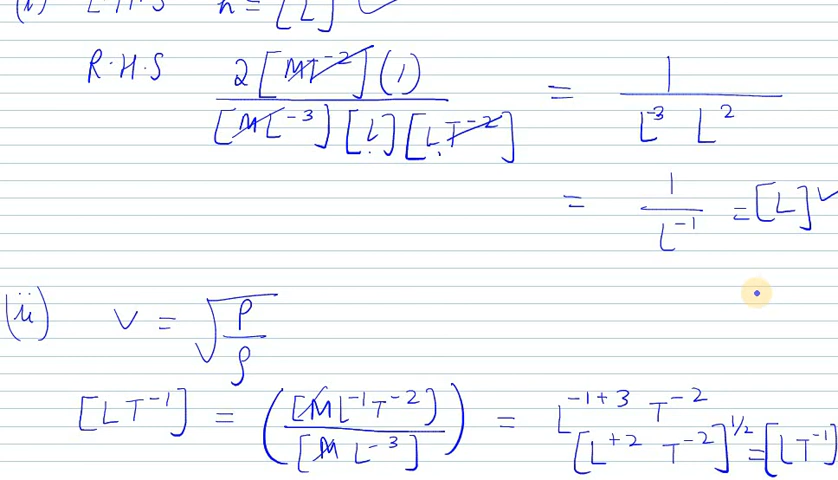 (i) L.H.S h = [L] ✓
R.H.S 2[MT⁻²](1) / [ML⁻³][L][LT⁻²] = 1 / L⁻³ L²
= 1 / L⁻¹ = [L] ✓
(ii) v = √(P/ρ)
[LT⁻¹] = ([ML⁻¹T⁻²] / [ML⁻³]) = L⁻¹⁺³ T⁻²
[L⁺² T⁻²]^1/2 = [LT⁻¹]